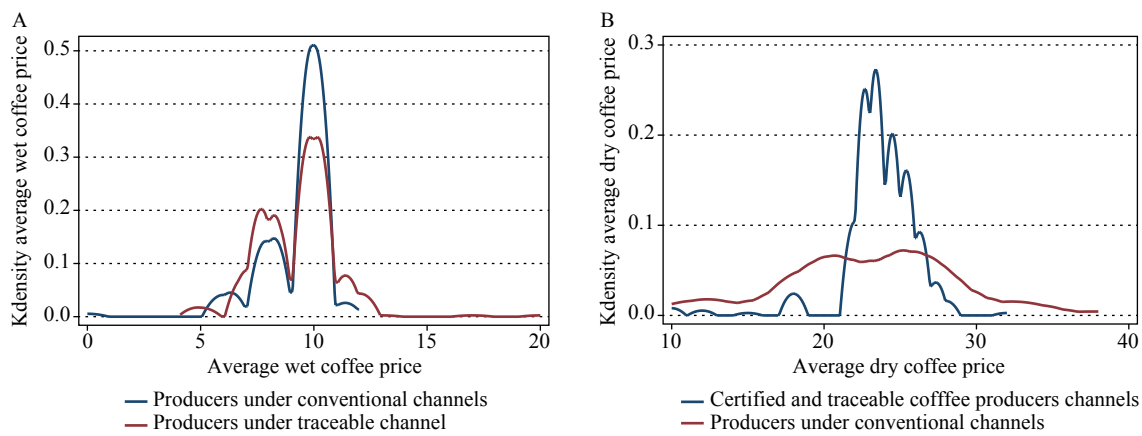 A
Kdensity average wet coffee price
0.5
0.4
0.3
0.2
0.1
0.0
0
5
10
15
20
Average wet coffee price
Producers under conventional channels
Producers under traceable channel
B
Kdensity average dry coffee price
0.3
0.2
0.1
0.0
10
20
30
40
Average dry coffee price
Certified and traceable cofffee producers channels
Producers under conventional channels